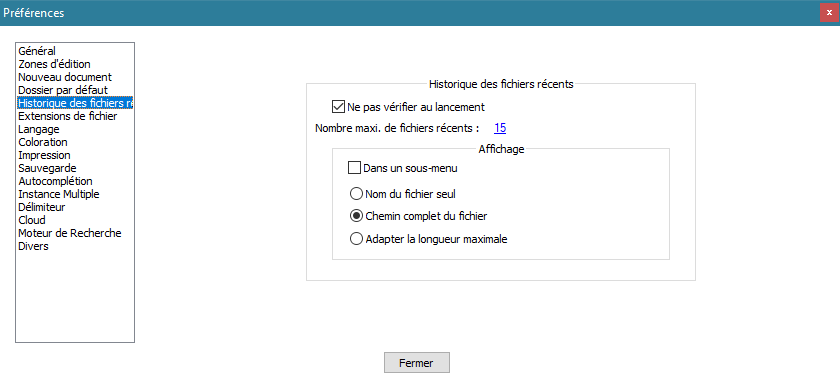 Préférences
x
Général
Zones d'édition
Nouveau document
Dossier par défaut
Historique des fichiers ré
Extensions de fichier
Langage
Coloration
Impression
Sauvegarde
Autocomplétion
Instance Multiple
Délimiteur
Cloud
Moteur de Recherche
Divers
Historique des fichiers récents
Ne pas vérifier au lancement
Nombre maxi. de fichiers récents : 15
Affichage
Dans un sous-menu
Nom du fichier seul
Chemin complet du fichier
Adapter la longueur maximale
Fermer